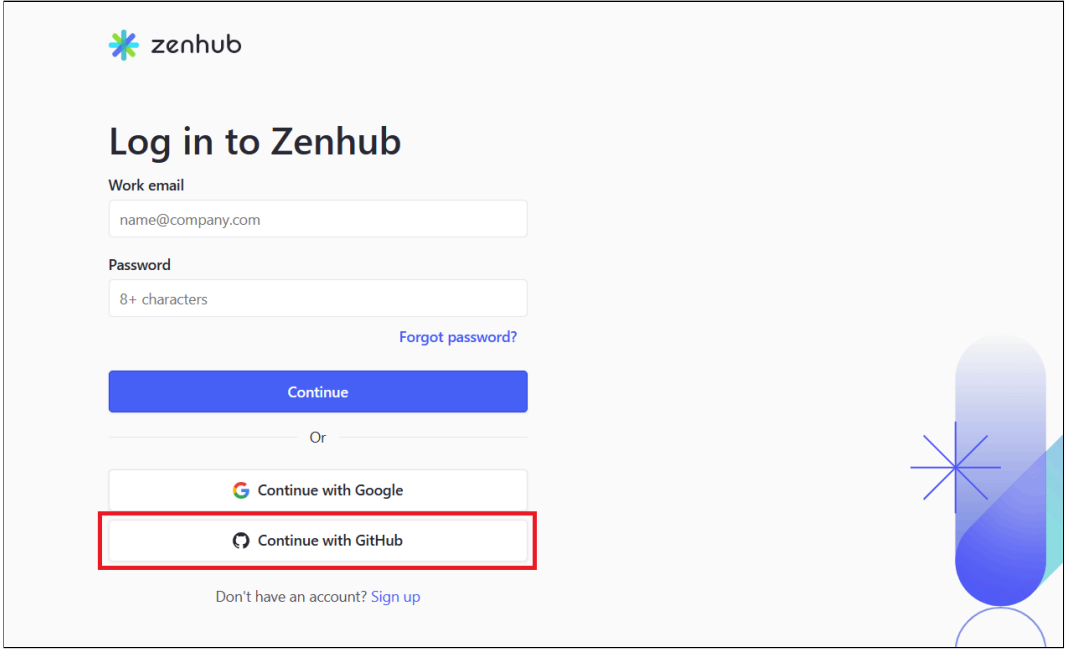 zenhub
Log in to Zenhub
Work email
name@company.com
Password
8+ characters
Forgot password?
Continue
Or
Continue with Google
Continue with GitHub
Don't have an account? Sign up